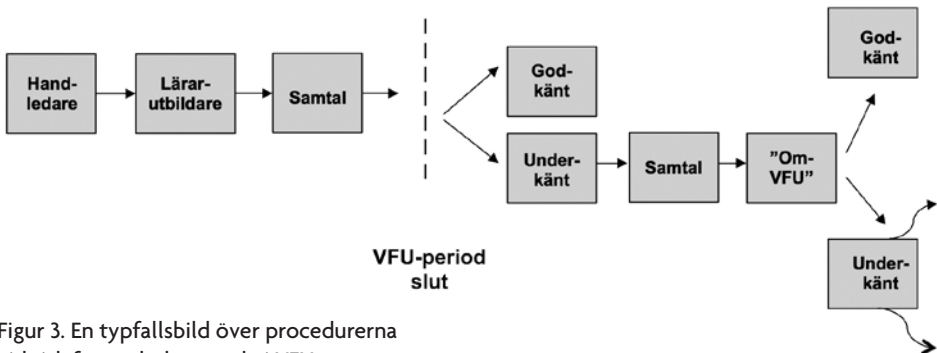 Hand-
ledare
Lärar-
utbildare
Samtal
God-
känt
Under-
känt
Samtal
"Om-
VFU"
God-
känt
Under-
känt
VFU-period
slut
Figur 3. En typfallsbild över procedurerna